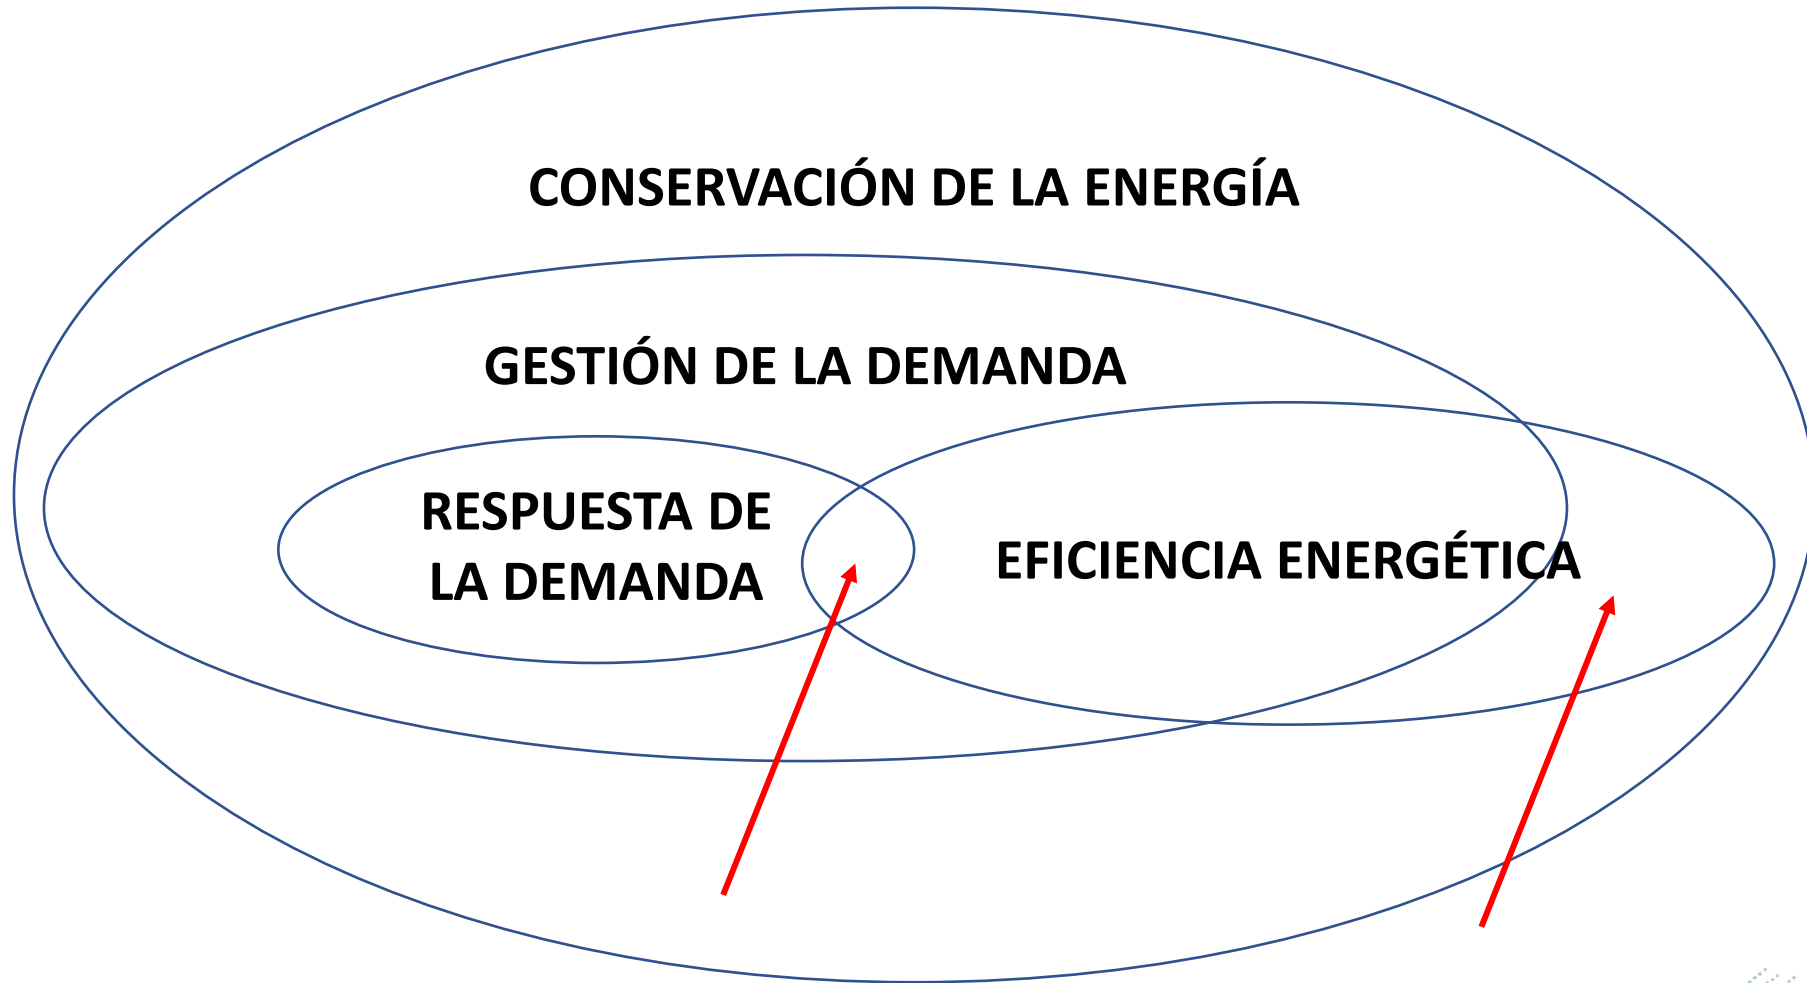 CONSERVACIÓN DE LA ENERGÍA
GESTIÓN DE LA DEMANDA
RESPUESTA DE
LA DEMANDA
EFICIENCIA ENERGÉTICA